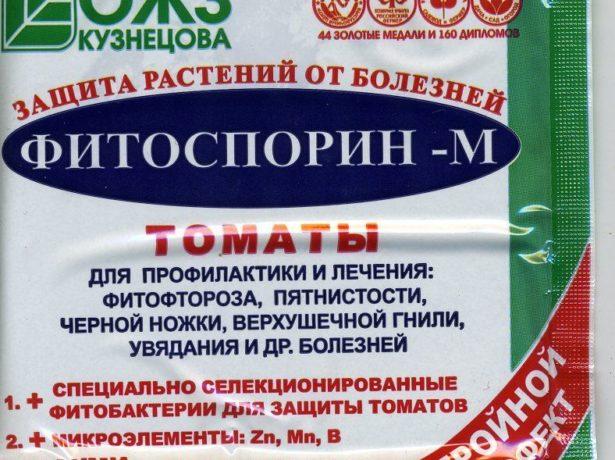 ОЖЗ
КУЗНЕЦОВА
44 ЗОЛОТЫЕ МЕДАЛИ И 160 ДИПЛОМОВ
ЗАЩИТА РАСТЕНИЙ ОТ БОЛЕЗНЕЙ
ФИТОСПОРИН -М
ТОМАТЫ
ДЛЯ ПРОФИЛАКТИКИ И ЛЕЧЕНИЯ:
ФИТОФТОРОЗА, ПЯТНИСТОСТИ,
ЧЕРНОЙ НОЖКИ, ВЕРХУШЕЧНОЙ ГНИЛИ,
УВЯДАНИЯ И ДР. БОЛЕЗНЕЙ
1. + СПЕЦИАЛЬНО СЕЛЕКЦИОНИРОВАННЫЕ
ФИТОБАКТЕРИИ ДЛЯ ЗАЩИТЫ ТОМАТОВ
2. + МИКРОЭЛЕМЕНТЫ: Zn, Mn, B